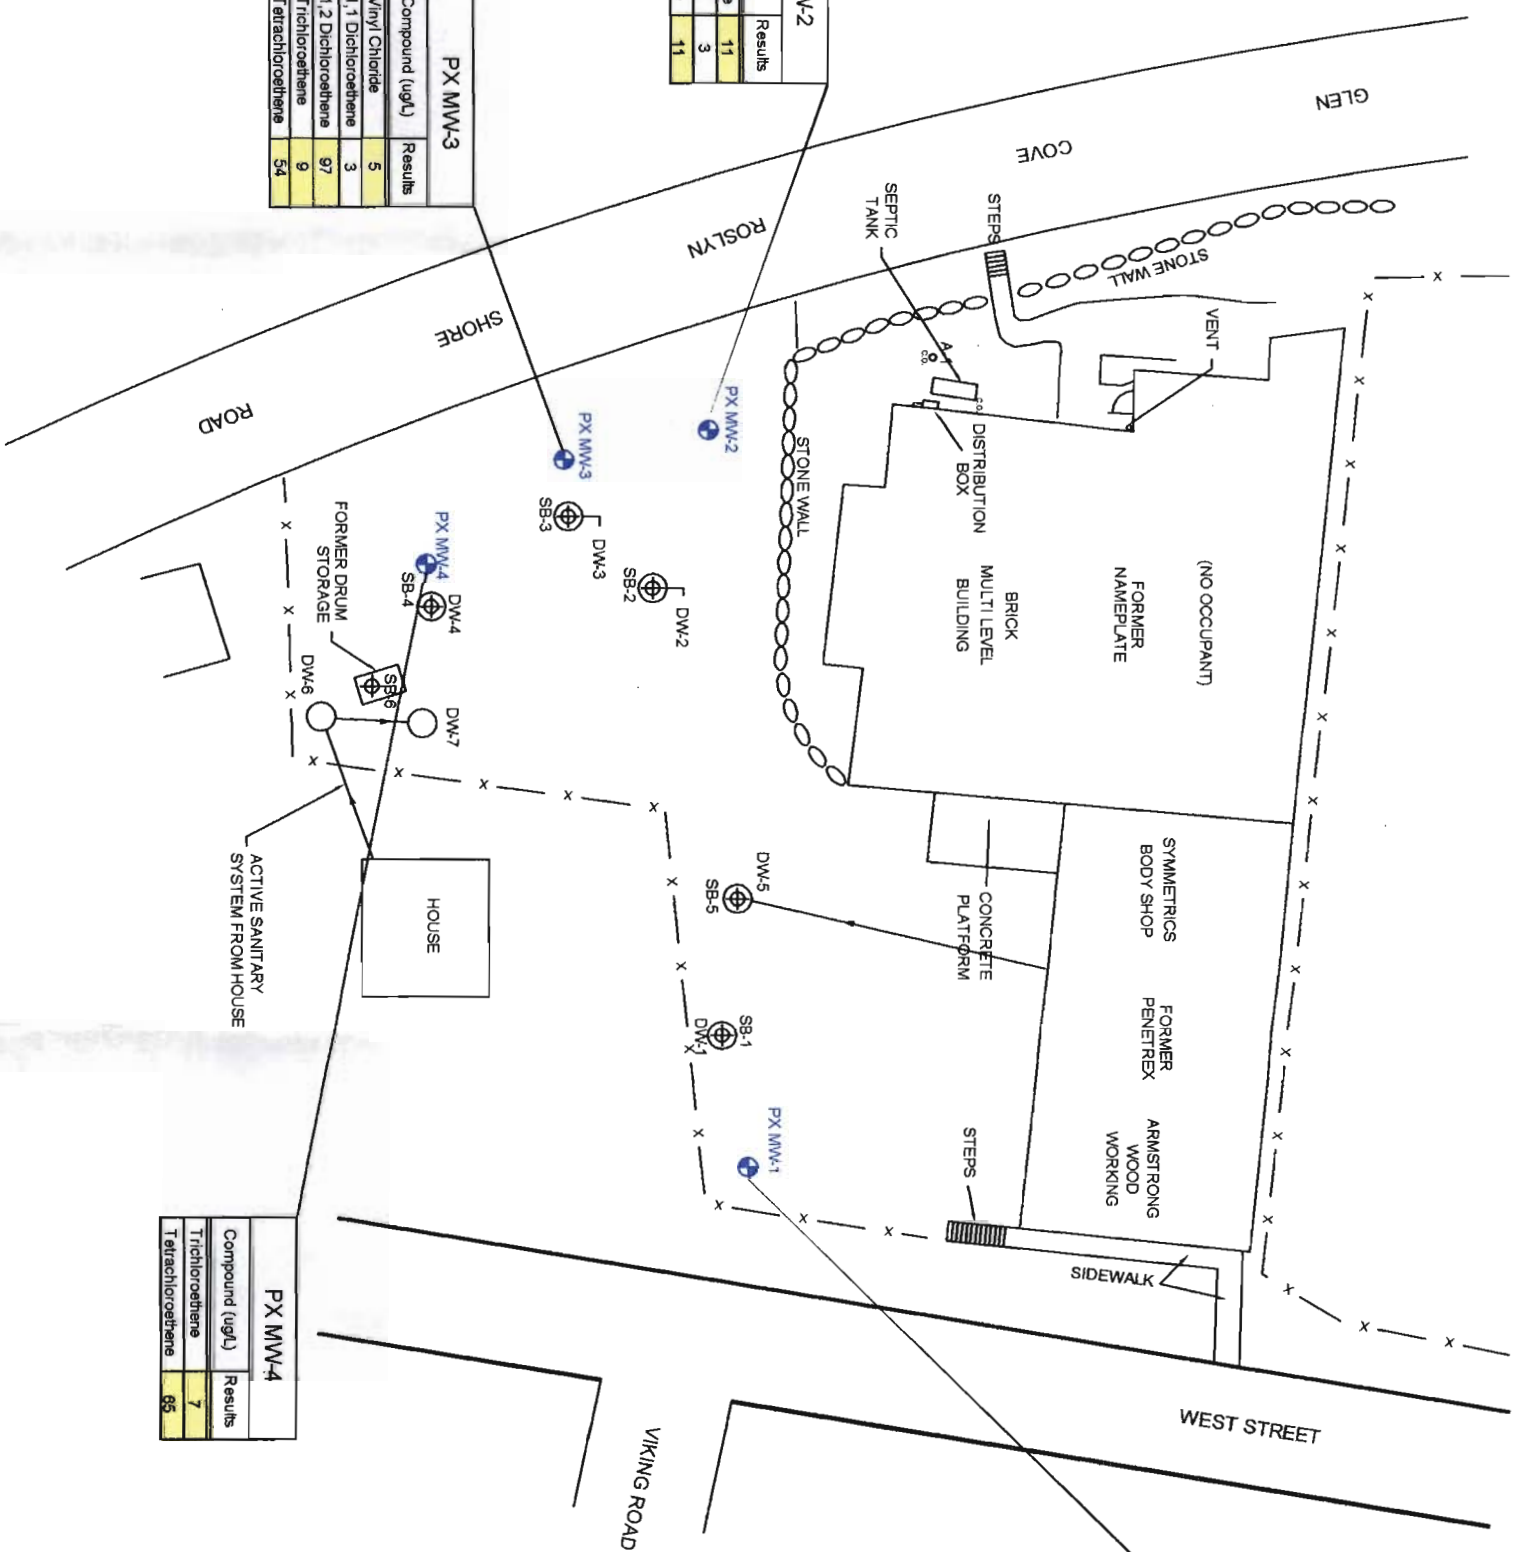 V-2
Results
11
3
11
PX MW-3
Compound (ug/L) Results
Vinyl Chloride 5
,1 Dichloroethene 3
1,2 Dichloroethene 97
Trichloroethene 9
Tetrachloroethene 54
GLEN
COVE
ROSLYN
SHORE
ROAD
SEPTIC
TANK
STEPS
STONE WALL
VENT
A
CO.
CO.
DISTRIBUTION
BOX
STONE WALL
PX MW-2
PX MW-3
SB-3
DW-3
SB-2
DW-2
PX MW-4
SB-4
DW-4
FORMER DRUM
STORAGE
SB-6
DW-6
DW-7
BRICK
MULTI LEVEL
BUILDING
FORMER
NAMEPLATE
(NO OCCUPANT)
SYMMETRICS
BODY SHOP
CONCRETE
PLATFORM
DW-5
SB-5
HOUSE
ACTIVE SANITARY
SYSTEM FROM HOUSE
FORMER
PENETREX
SB-1
DW-1
PX MW-1
ARMSTRONG
WOOD
WORKING
STEPS
SIDEWALK
PX MW-4
Compound (ug/L) Results
Trichloroethene 7
Tetrachloroethene 65
WEST STREET
VIKING ROAD
x x x x x x x x x x x x x x x x x x x x x x x x x x x x x x x x